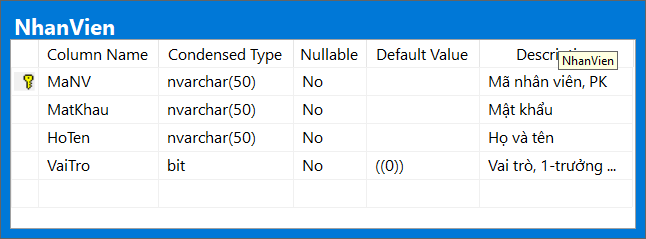 NhanVien
Column Name Condensed Type Nullable Default Value
NhanVien
MaNV nvarchar(50) No Mã nhân viên, PK
MatKhau nvarchar(50) No Mật khẩu
HoTen nvarchar(50) No Họ và tên
VaiTro bit No ((0)) Vai trò, 1-trưởng ...